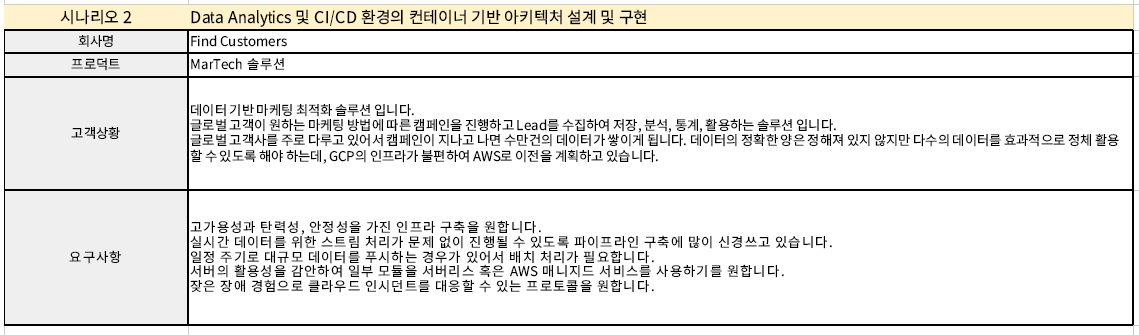 시나리오 2
Data Analytics 및 CI/CD 환경의 컨테이너 기반 아키텍처 설계 및 구현
회사명
Find Customers
프로덕트
MarTech 솔루션
고객상황
데이터 기반 마케팅 최적화 솔루션 입니다.
글로벌 고객이 원하는 마케팅 방법에 따른 캠페인을 진행하고 Lead를 수집하여 저장, 분석, 통계, 활용하는 솔루션 입니다.
글로벌 고객사를 주로 다루고 있어서 캠페인이 지나고 나면 수만건의 데이터가 쌓이게 됩니다. 데이터의 정확한 양은 정해져 있지 않지만 다수의 데이터를 효과적으로 정체 활용
할 수 있도록 해야 하는데, GCP의 인프라가 불편하여 AWS로 이전을 계획하고 있습니다.
요구사항
고가용성과 탄력성, 안정성을 가진 인프라 구축을 원합니다.
실시간 데이터를 위한 스트림 처리가 문제 없이 진행될 수 있도록 파이프라인 구축에 많이 신경쓰고 있습니다.
일정 주기로 대규모 데이터를 푸시하는 경우가 있어서 배치 처리가 필요합니다.
서버의 활용성을 감안하여 일부 모듈을 서버리스 혹은 AWS 매니지드 서비스를 사용하기를 원합니다.
잦은 장애 경험으로 클라우드 인시던트를 대응할 수 있는 프로토콜을 원합니다.